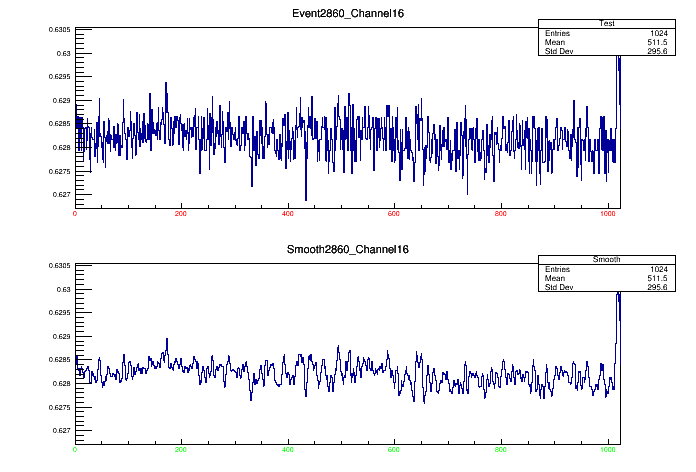 Event2860_Channel16
Test
Entries 1024
Mean 511.5
Std Dev 295.6
0.6305
0.63
0.6295
0.629
0.6285
0.628
0.6275
0.627
0 200 400 600 800 1000
Smooth2860_Channel16
Smooth
Entries 1024
Mean 511.5
Std Dev 295.6
0.6305
0.63
0.6295
0.629
0.6285
0.628
0.6275
0.627
0 200 400 600 800 1000